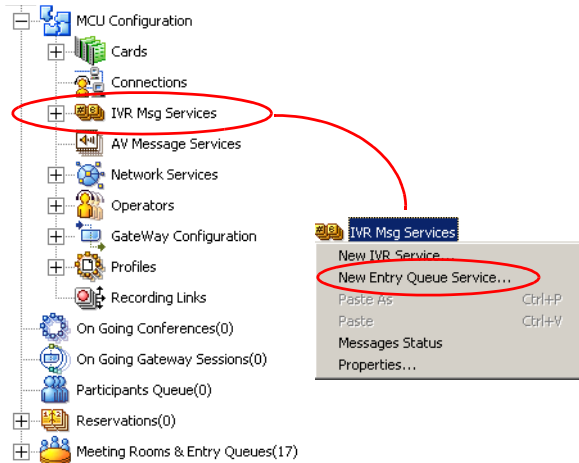 MCU Configuration
Cards
Connections
IVR Msg Services
AV Message Services
Network Services
Operators
GateWay Configuration
Profiles
Recording Links
On Going Conferences(0)
On Going Gateway Sessions(0)
Participants Queue(0)
Reservations(0)
Meeting Rooms & Entry Queues(17)
IVR Msg Services
New IVR Service...
New Entry Queue Service...
Paste As Ctrl+P
Paste Ctrl+V
Messages Status
Properties...